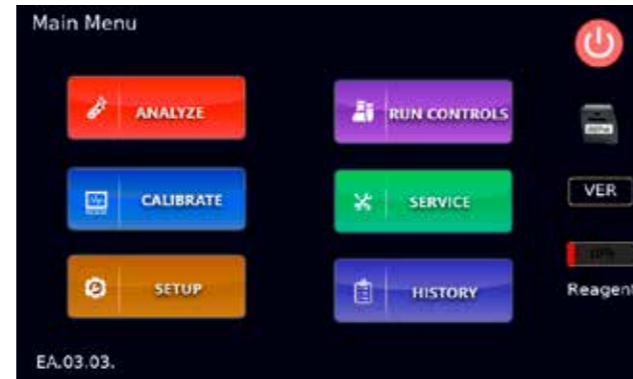 Main Menu
ANALYZE
RUN CONTROLS
CALIBRATE
SERVICE
VER
SETUP
HISTORY
Reagent
EA.03.03.